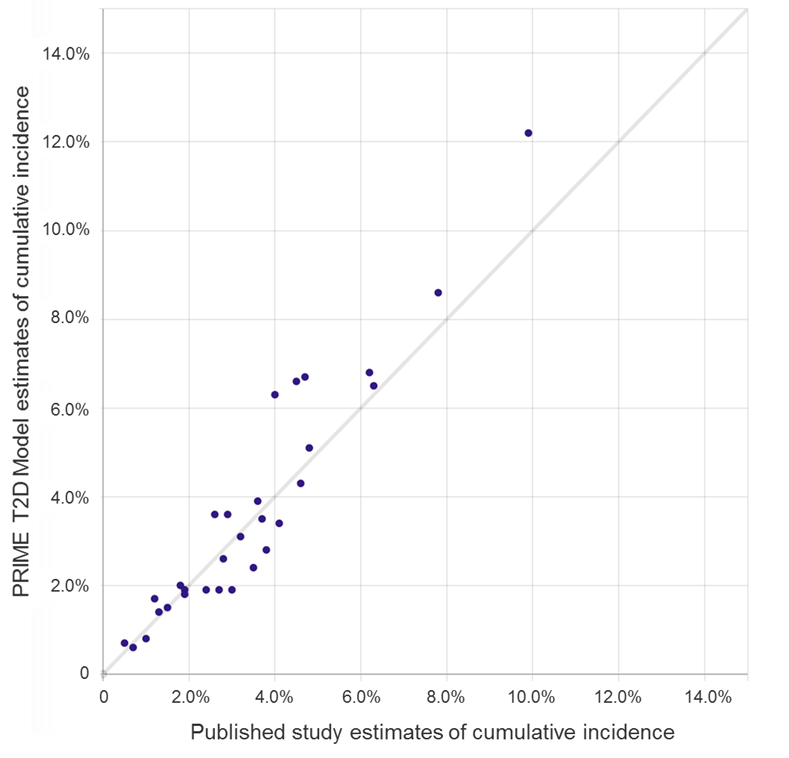 PRIME T2D Model estimates of cumulative incidence
14.0%
12.0%
10.0%
8.0%
6.0%
4.0%
2.0%
0
0 2.0% 4.0% 6.0% 8.0% 10.0% 12.0% 14.0%
Published study estimates of cumulative incidence